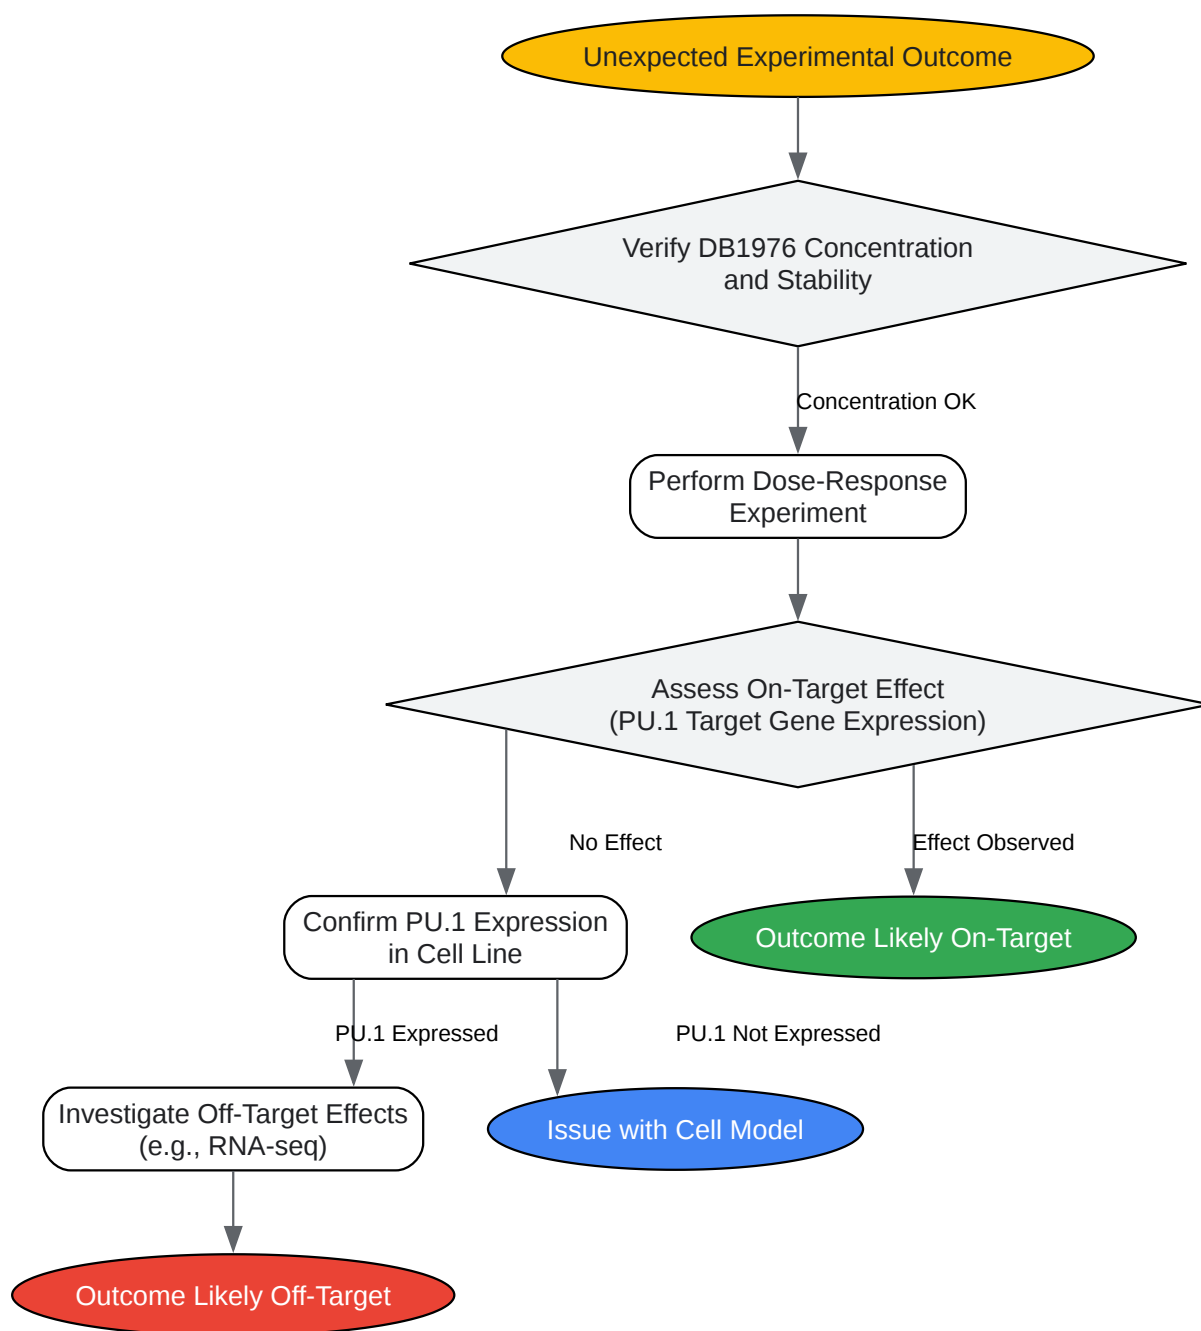 Unexpected Experimental Outcome
Verify DB1976 Concentration
and Stability
Concentration OK
Perform Dose-Response
Experiment
Assess On-Target Effect
(PU.1 Target Gene Expression)
No Effect
Effect Observed
Confirm PU.1 Expression
in Cell Line
Outcome Likely On-Target
PU.1 Expressed
PU.1 Not Expressed
Investigate Off-Target Effects
(e.g., RNA-seq)
Issue with Cell Model
Outcome Likely Off-Target